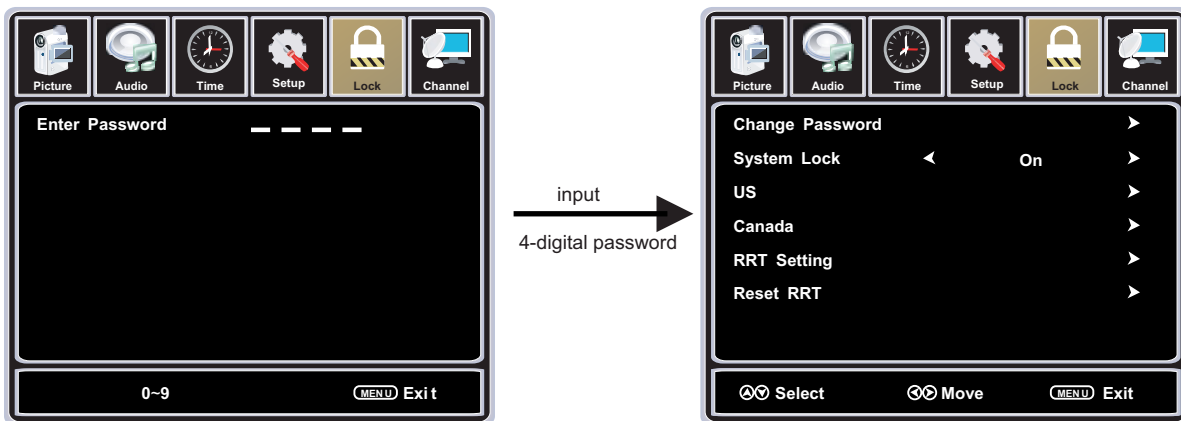 Picture Audio Time Setup Lock Channel
Enter Password _ _ _ _
0~9 MENU Exit
input
4-digital password
Picture Audio Time Setup Lock Channel
Change Password
System Lock On
US
Canada
RRT Setting
Reset RRT
Select Move MENU Exit